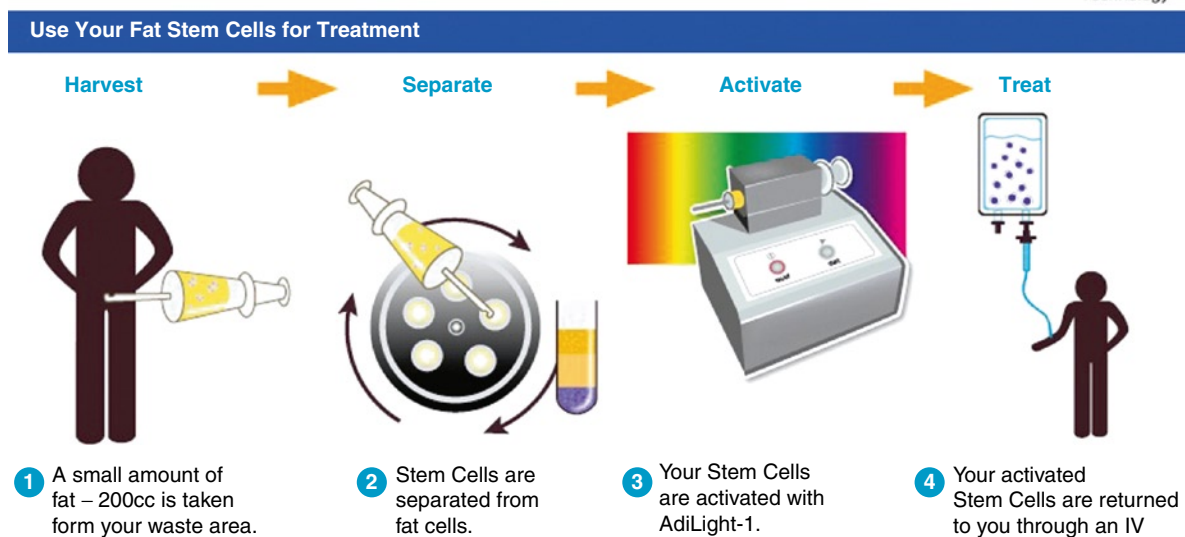 Use Your Fat Stem Cells for Treatment
Harvest
Separate
Activate
Treat
1 A small amount of
fat – 200cc is taken
form your waste area.
2 Stem Cells are
separated from
fat cells.
3 Your Stem Cells
are activated with
AdiLight-1.
4 Your activated
Stem Cells are returned
to you through an IV